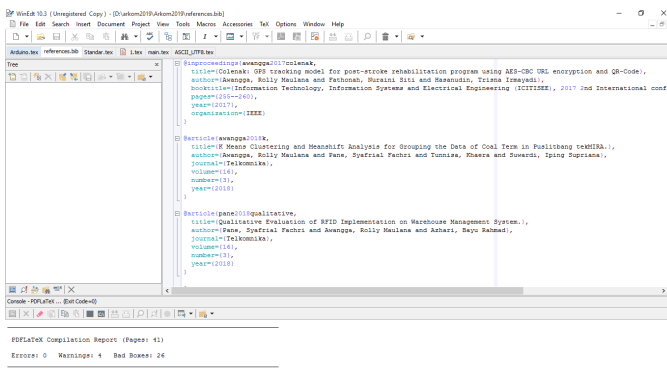 WinEdt 10.3 (Unregistered Copy) - [D:\arkom2019\Arkom2019\references.bib]
File Edit Search Insert Document Project View Tools Macros Accessories TeX Options Window Help
Arduino.tex references.bib Standar.tex 1.tex main.tex ASCII_UTF8.tex
Tree
@inproceedings{awangga2017colenak,
title={Colenak: GPS tracking model for post-stroke rehabilitation program using AES-CBC URL encryption and QR-Code},
author={Awangga, Rolly Maulana and Fathonah, Nuraini Siti and Hasanudin, Trisna Irmayadi},
booktitle={Information Technology, Information Systems and Electrical Engineering (ICITISEE), 2017 2nd International conf
pages={255--260},
year={2017},
organization={IEEE}
}
@article{awangga2018k,
title={K Means Clustering and Meanshift Analysis for Grouping the Data of Coal Term in Puslitbang tekMIRA.},
author={Awangga, Rolly Maulana and Pane, Syafrial Fachri and Tunnisa, Khaera and Suwardi, Iping Supriana},
journal={Telkomnika},
volume={16},
number={3},
year={2018}
}
@article{pane2018qualitative,
title={Qualitative Evaluation of RFID Implementation on Warehouse Management System.},
author={Pane, Syafrial Fachri and Awangga, Rolly Maulana and Azhari, Bayu Rahmad},
journal={Telkomnika},
volume={16},
number={3},
year={2018}
}
Console - PDFLaTeX ... (Exit Code=0)
PDFLaTeX Compilation Report (Pages: 41)
Errors: 0 Warnings: 4 Bad Boxes: 26